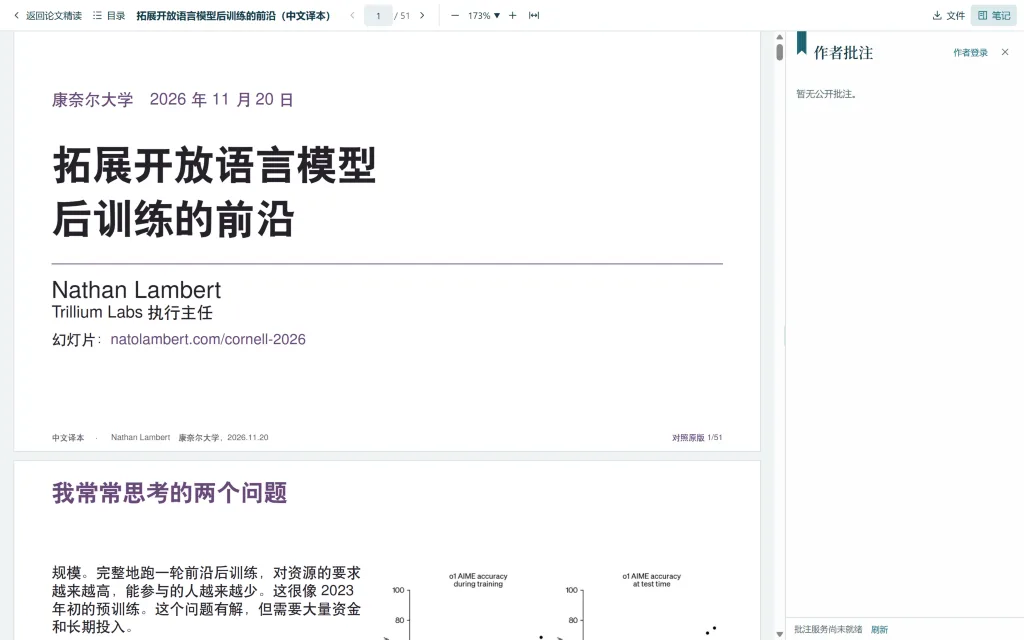 返回论文精读 目录 拓展开放语言模型后训练的前沿（中文译本） 1 / 51 173% 文件 笔记
康奈尔大学 2026 年 11 月 20 日
拓展开放语言模型
后训练的前沿
Nathan Lambert
Trillium Labs 执行主任
幻灯片：natolambert.com/cornell-2026
中文译本 · Nathan Lambert 康奈尔大学，2026.11.20 对照原版 1/51
我常常思考的两个问题
规模。完整地跑一轮前沿后训练，对资源的要求
越来越高，能参与的人越来越少。这很像 2023
年初的预训练。这个问题有解，但需要大量资金
和长期投入。
o1 AIME accuracy
during training
100
80
o1 AIME accuracy
at test time
100
80
作者批注 作者登录
暂无公开批注。
批注服务尚未就绪 刷新